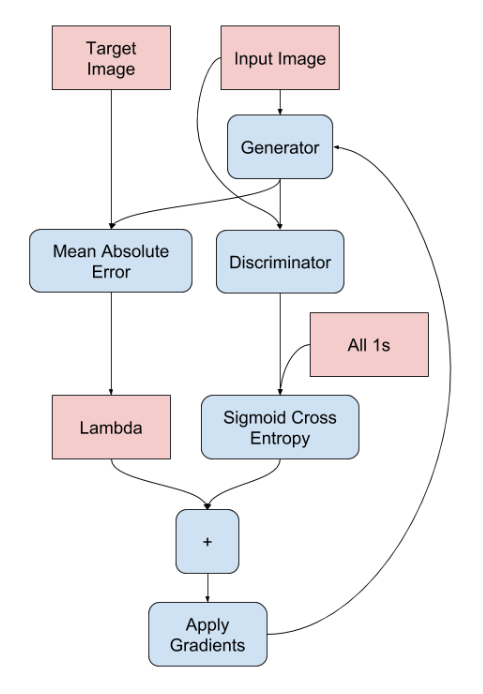 Target
Image
Input Image
Generator
Mean Absolute
Error
Discriminator
All 1s
Lambda
Sigmoid Cross
Entropy
+
Apply
Gradients